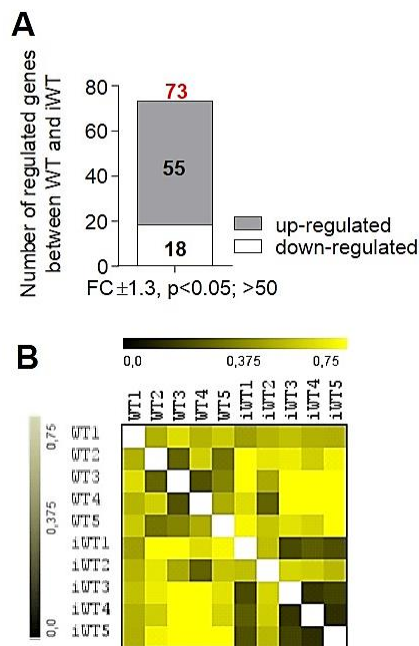 A
Number of regulated genes
between WT and iWT
80
60
40
20
0
73
55
18
up-regulated
down-regulated
FC±1.3, p<0.05; >50
B
0,0 0,375 0,75
WT1 WT2 WT3 WT4 WT5 iWT1 iWT2 iWT3 iWT4 iWT5
0,75
0,375
0,0
WT1
WT2
WT3
WT4
WT5
iWT1
iWT2
iWT3
iWT4
iWT5